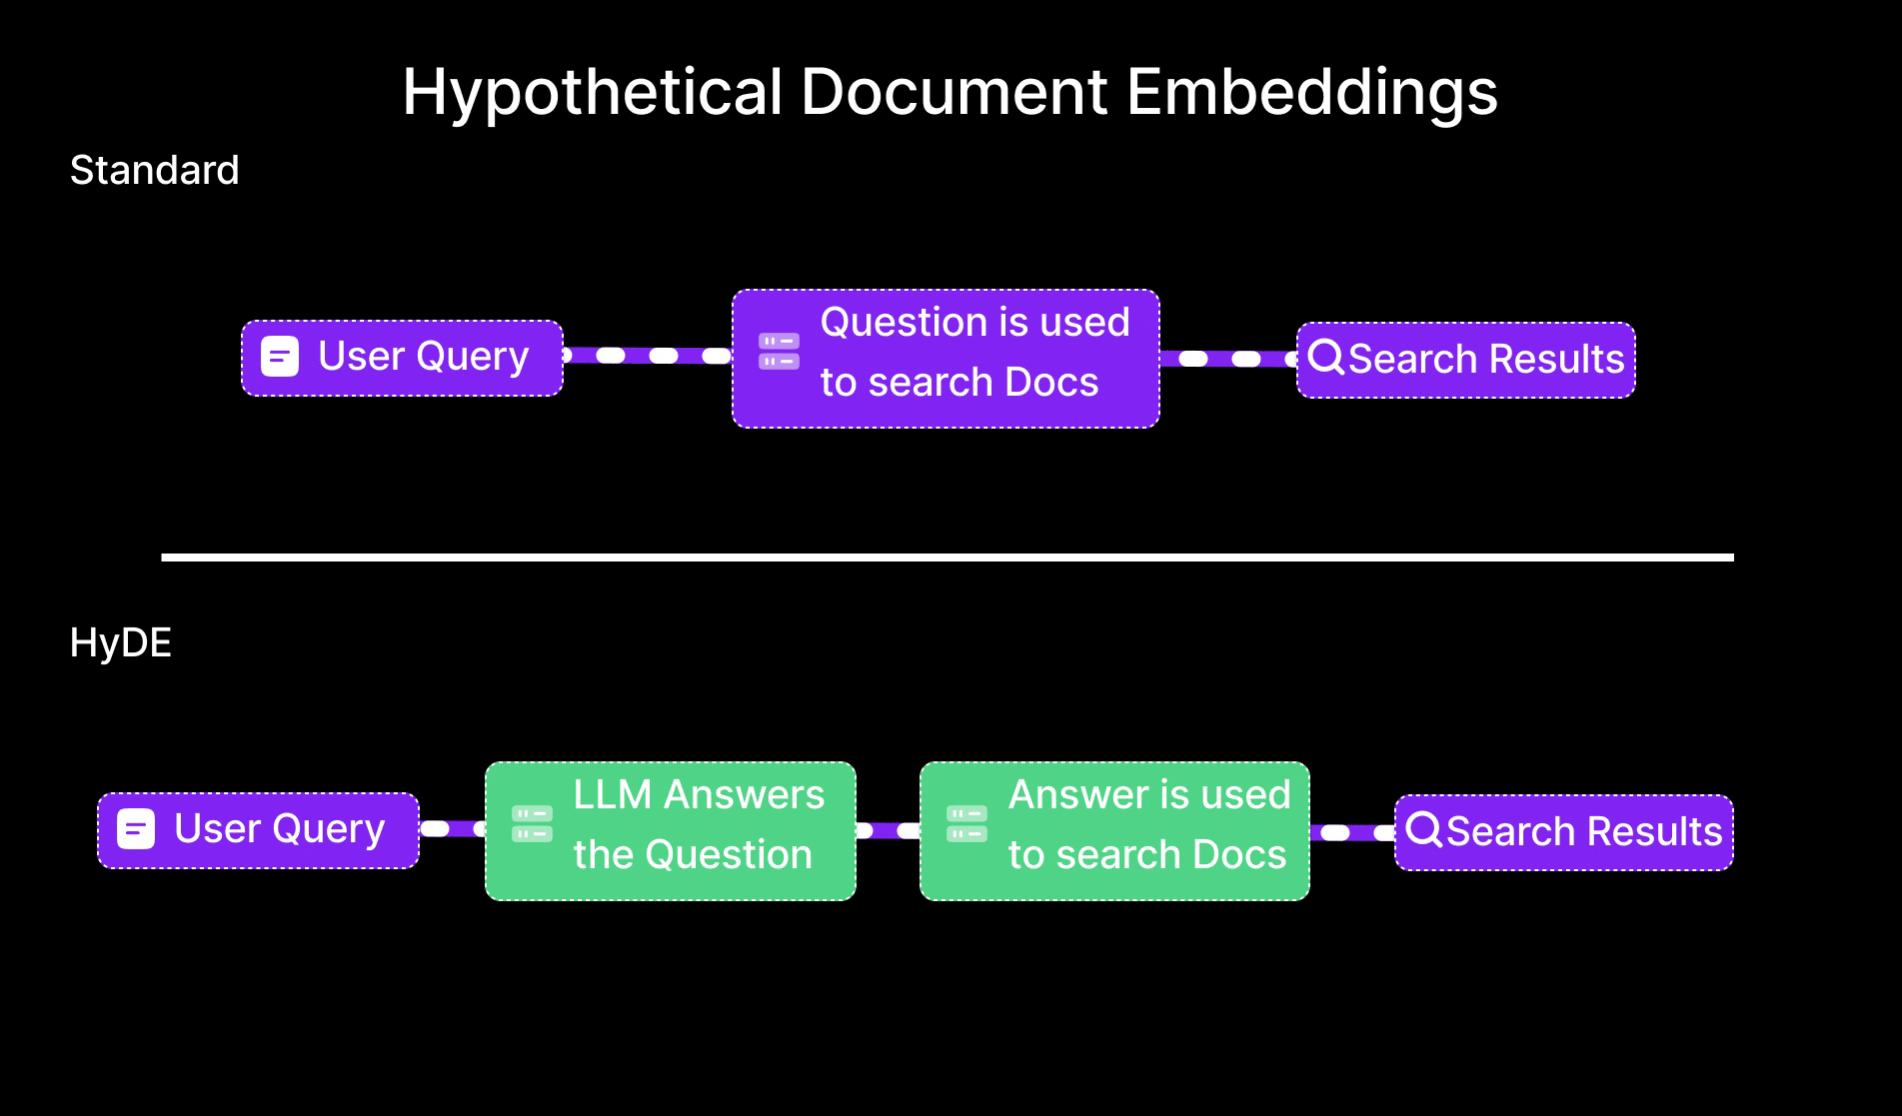 Hypothetical Document Embeddings
Standard
User Query
Question is used
to search Docs
Search Results
HyDE
User Query
LLM Answers
the Question
Answer is used
to search Docs
Search Results